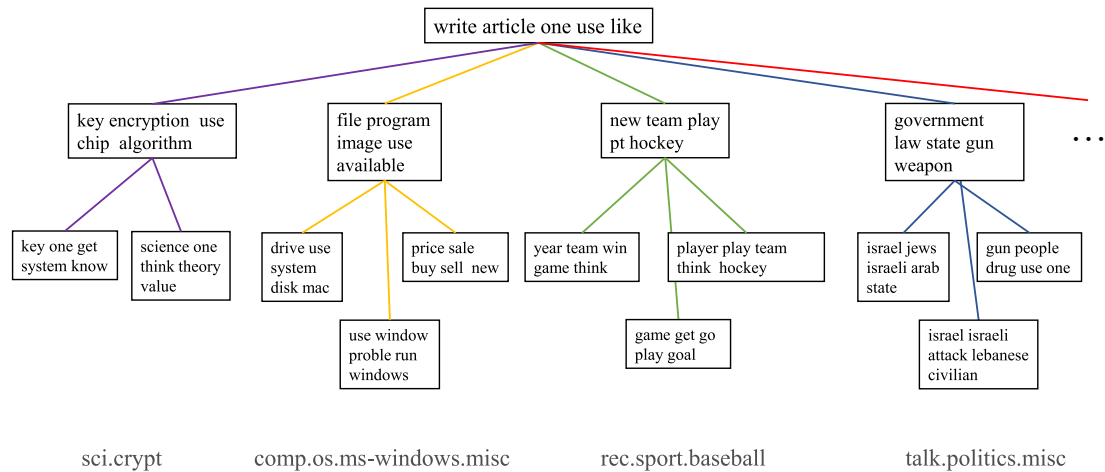 write article one use like
key encryption use
chip algorithm
file program
image use
available
new team play
pt hockey
government
law state gun
weapon
...
key one get
system know
science one
think theory
value
drive use
system
disk mac
price sale
buy sell new
year team win
game think
player play team
think hockey
israel jews
israeli arab
state
gun people
drug use one
use window
proble run
windows
game get go
play goal
israel israeli
attack lebanese
civilian
sci.crypt
comp.os.ms-windows.misc
rec.sport.baseball
talk.politics.misc